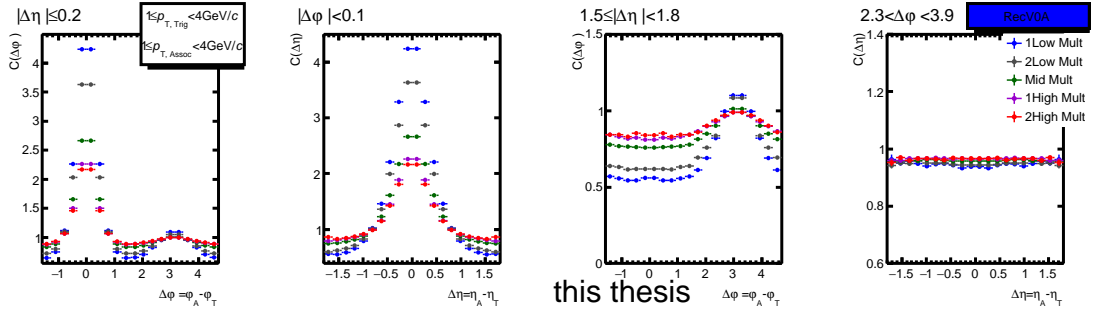 |Δη|≤0.2
1≤p_T, Trig <4GeV/c
1≤p_T, Assoc <4GeV/c
C(Δφ)
4.5
4
3.5
3
2.5
2
1.5
1
−1 0 1 2 3 4
Δφ =φ_A-φ_T
|Δφ|<0.1
C(Δη)
4
3
2
1
−1.5 −1 −0.5 0 0.5 1 1.5
Δη=η_A-η_T
1.5≤|Δη|<1.8
C(Δφ)
1.5
1
0.5
0
−1 0 1 2 3 4
this thesis
Δφ =φ_A-φ_T
2.3<Δφ<3.9
RecV0A
C(Δη)
1.4
1.2
1
0.8
0.6
1Low Mult
2Low Mult
Mid Mult
1High Mult
2High Mult
−1.5 −1 −0.5 0 0.5 1 1.5
Δη=η_A-η_T